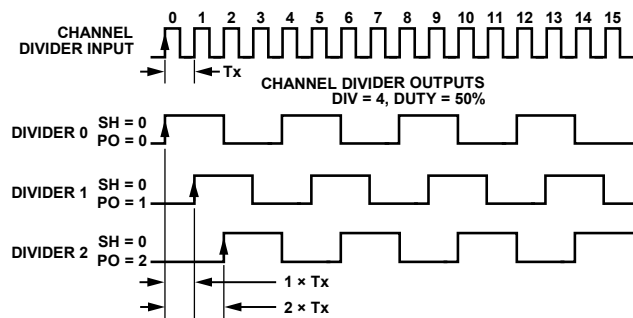 0 1 2 3 4 5 6 7 8 9 10 11 12 13 14 15
CHANNEL
DIVIDER INPUT
Tx
CHANNEL DIVIDER OUTPUTS
DIV = 4, DUTY = 50%
DIVIDER 0
SH = 0
PO = 0
DIVIDER 1
SH = 0
PO = 1
DIVIDER 2
SH = 0
PO = 2
1 × Tx
2 × Tx